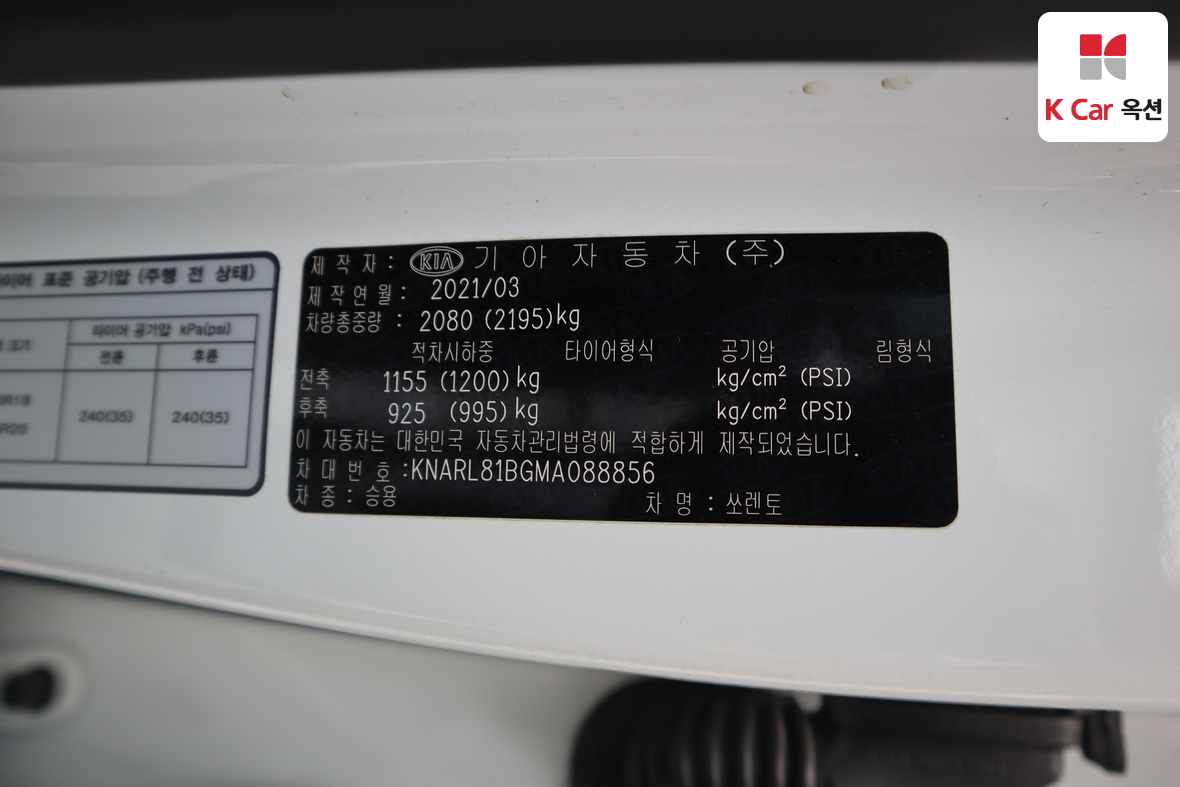 K Car 옥션
타이어 표준 공기압 (주행 전 상태)
타이어 공기압 kPa(psi)
크기
전륜 후륜
R18
R20
240(35) 240(35)
제 작 자 : KIA 기 아 자 동 차 (주)
제 작 연 월 : 2021/03
차량총중량 : 2080 (2195)kg
적차시하중 타이어형식 공기압 림형식
전축 1155 (1200)kg kg/cm² (PSI)
후축 925 (995)kg kg/cm² (PSI)
이 자동차는 대한민국 자동차관리법령에 적합하게 제작되었습니다.
차 대 번 호 :KNARL81BGMA088856
차 종 : 승용 차 명 : 쏘렌토